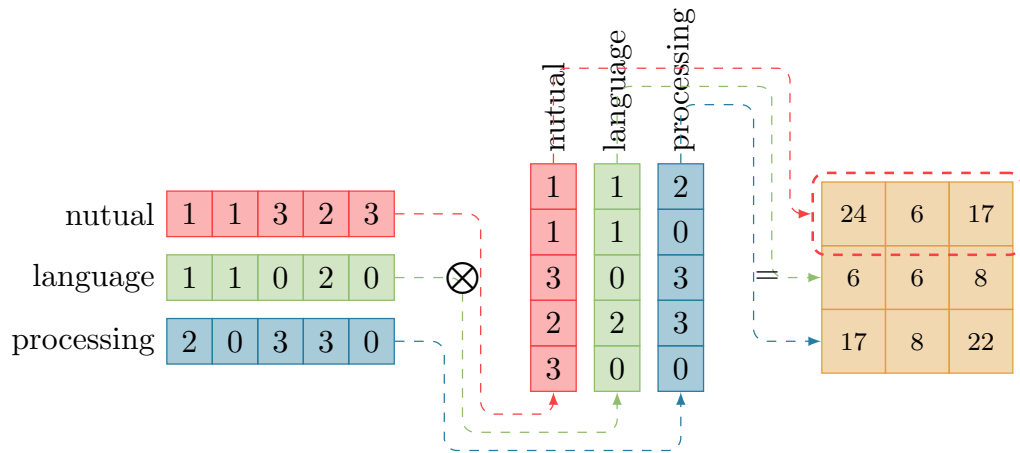 nutual language processing
nutual 1 1 3 2 3
language 1 1 0 2 0
processing 2 0 3 3 0
⊗
1 1 2
1 1 0
3 0 3
2 2 3
3 0 0
=
24 6 17
6 6 8
17 8 22